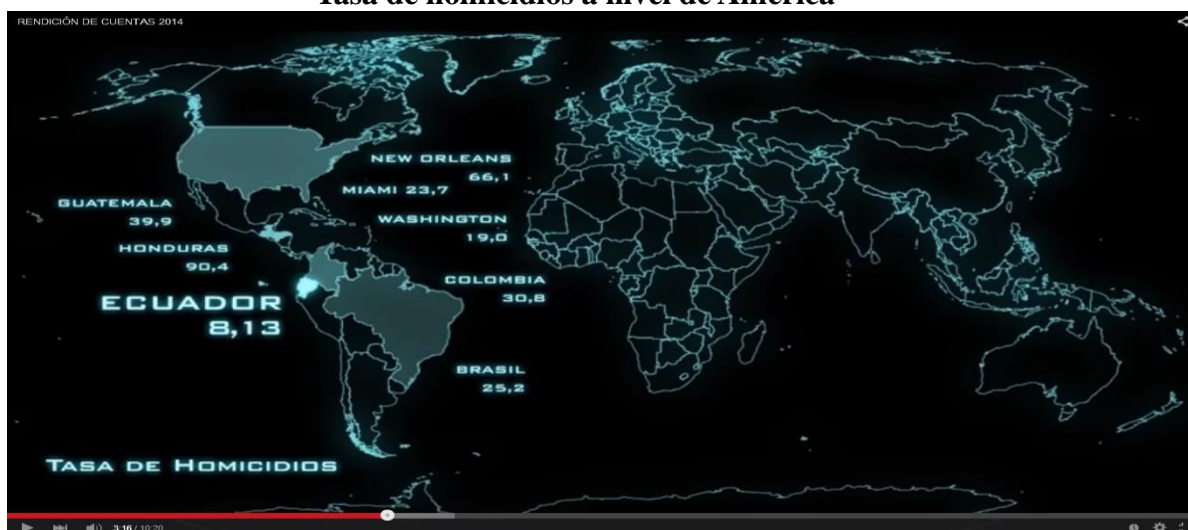 Tasa de homicidios a nivel de América
RENDICIÓN DE CUENTAS 2014
NEW ORLEANS
66,1
MIAMI 23,7
GUATEMALA
39,9
WASHINGTON
19,0
HONDURAS
90,4
COLOMBIA
30,8
ECUADOR
8,13
BRASIL
25,2
TASA DE HOMICIDIOS
3:16 / 10:20